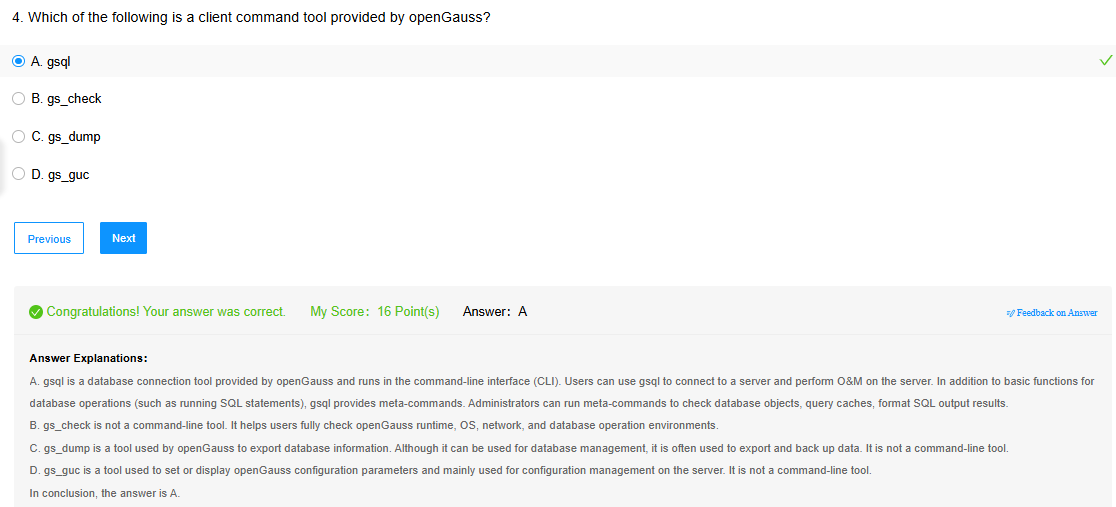 4. Which of the following is a client command tool provided by openGauss?
A. gsql
B. gs_check
C. gs_dump
D. gs_guc
Previous Next
Congratulations! Your answer was correct. My Score: 16 Point(s) Answer: A Feedback on Answer
Answer Explanations:
A. gsql is a database connection tool provided by openGauss and runs in the command-line interface (CLI). Users can use gsql to connect to a server and perform O&M on the server. In addition to basic functions for
database operations (such as running SQL statements), gsql provides meta-commands. Administrators can run meta-commands to check database objects, query caches, format SQL output results.
B. gs_check is not a command-line tool. It helps users fully check openGauss runtime, OS, network, and database operation environments.
C. gs_dump is a tool used by openGauss to export database information. Although it can be used for database management, it is often used to export and back up data. It is not a command-line tool.
D. gs_guc is a tool used to set or display openGauss configuration parameters and mainly used for configuration management on the server. It is not a command-line tool.
In conclusion, the answer is A.